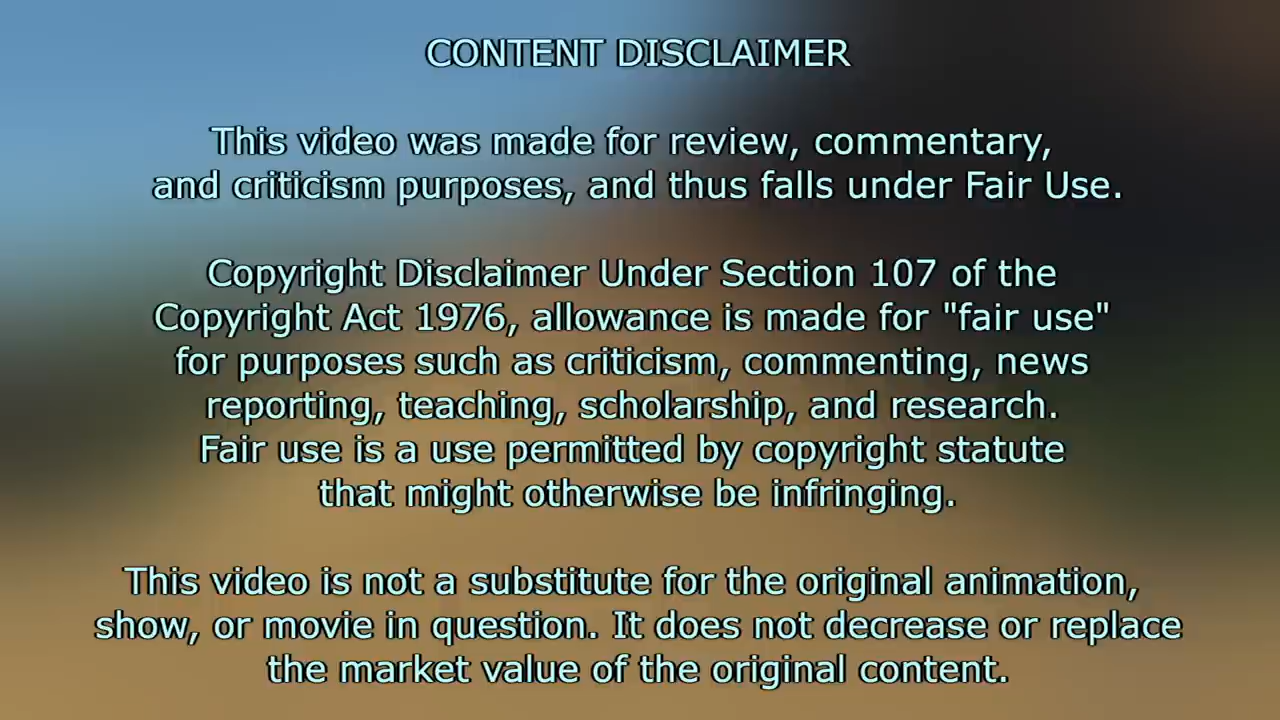 CONTENT DISCLAIMER
This video was made for review, commentary,
and criticism purposes, and thus falls under Fair Use.
Copyright Disclaimer Under Section 107 of the
Copyright Act 1976, allowance is made for "fair use"
for purposes such as criticism, commenting, news
reporting, teaching, scholarship, and research.
Fair use is a use permitted by copyright statute
that might otherwise be infringing.
This video is not a substitute for the original animation,
show, or movie in question. It does not decrease or replace
the market value of the original content.